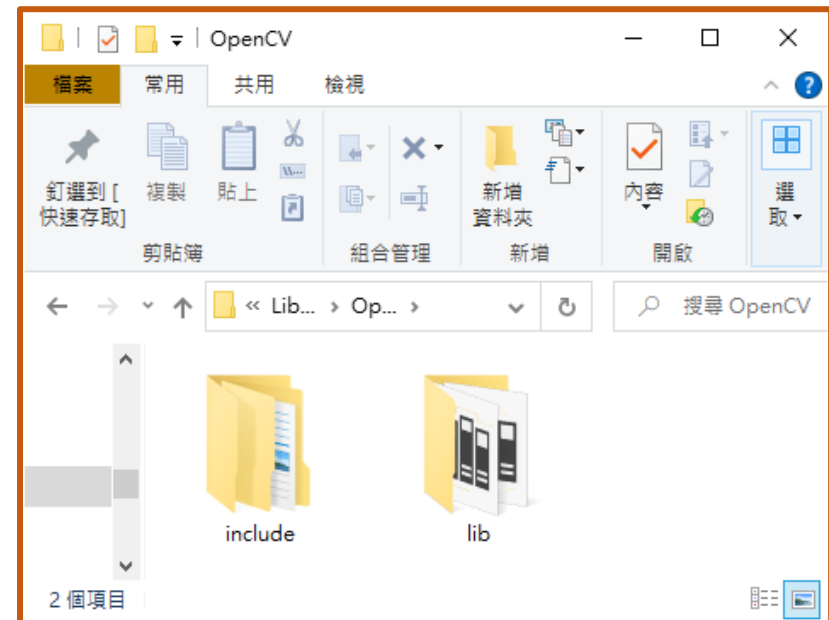 OpenCV
檔案 常用 共用 檢視
釘選到 [
快速存取]
複製
貼上
剪貼簿
組合管理
新增
資料夾
新增
內容
開啟
選
取
« Lib... › Op... ›
搜尋 OpenCV
include
lib
2 個項目